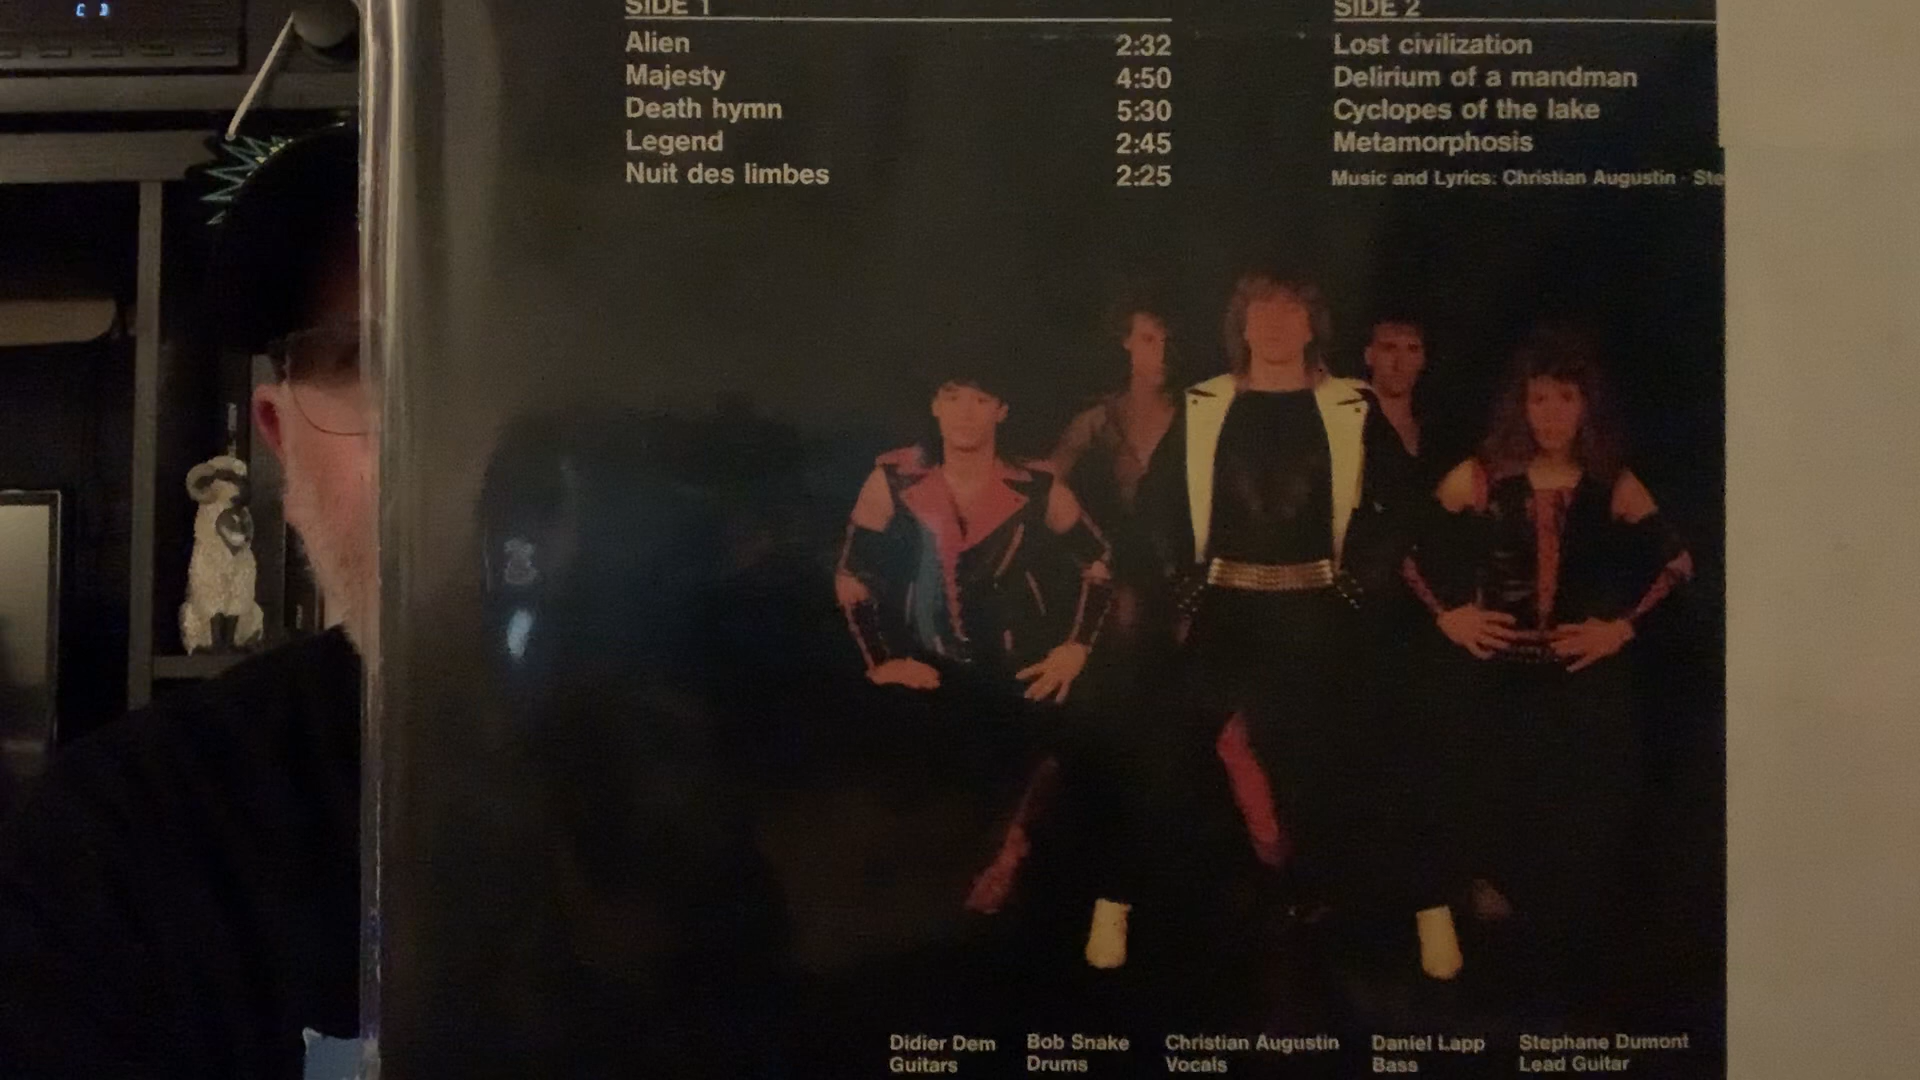 CD
SIDE 1
Alien 2:32
Majesty 4:50
Death hymn 5:30
Legend 2:45
Nuit des limbes 2:25
SIDE 2
Lost civilization
Delirium of a mandman
Cyclopes of the lake
Metamorphosis
Music and Lyrics: Christian Augustin - Ste
Didier Dem
Guitars
Bob Snake
Drums
Christian Augustin
Vocals
Daniel Lapp
Bass
Stephane Dumont
Lead Guitar